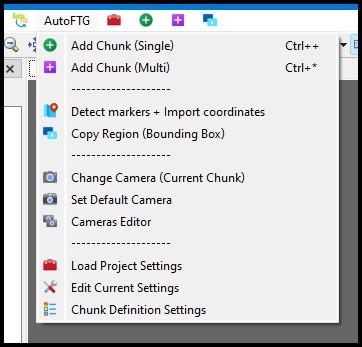 AutoFTG
Add Chunk (Single) Ctrl++
Add Chunk (Multi) Ctrl+*
--------------------
Detect markers + Import coordinates
Copy Region (Bounding Box)
--------------------
Change Camera (Current Chunk)
Set Default Camera
Cameras Editor
--------------------
Load Project Settings
Edit Current Settings
Chunk Definition Settings